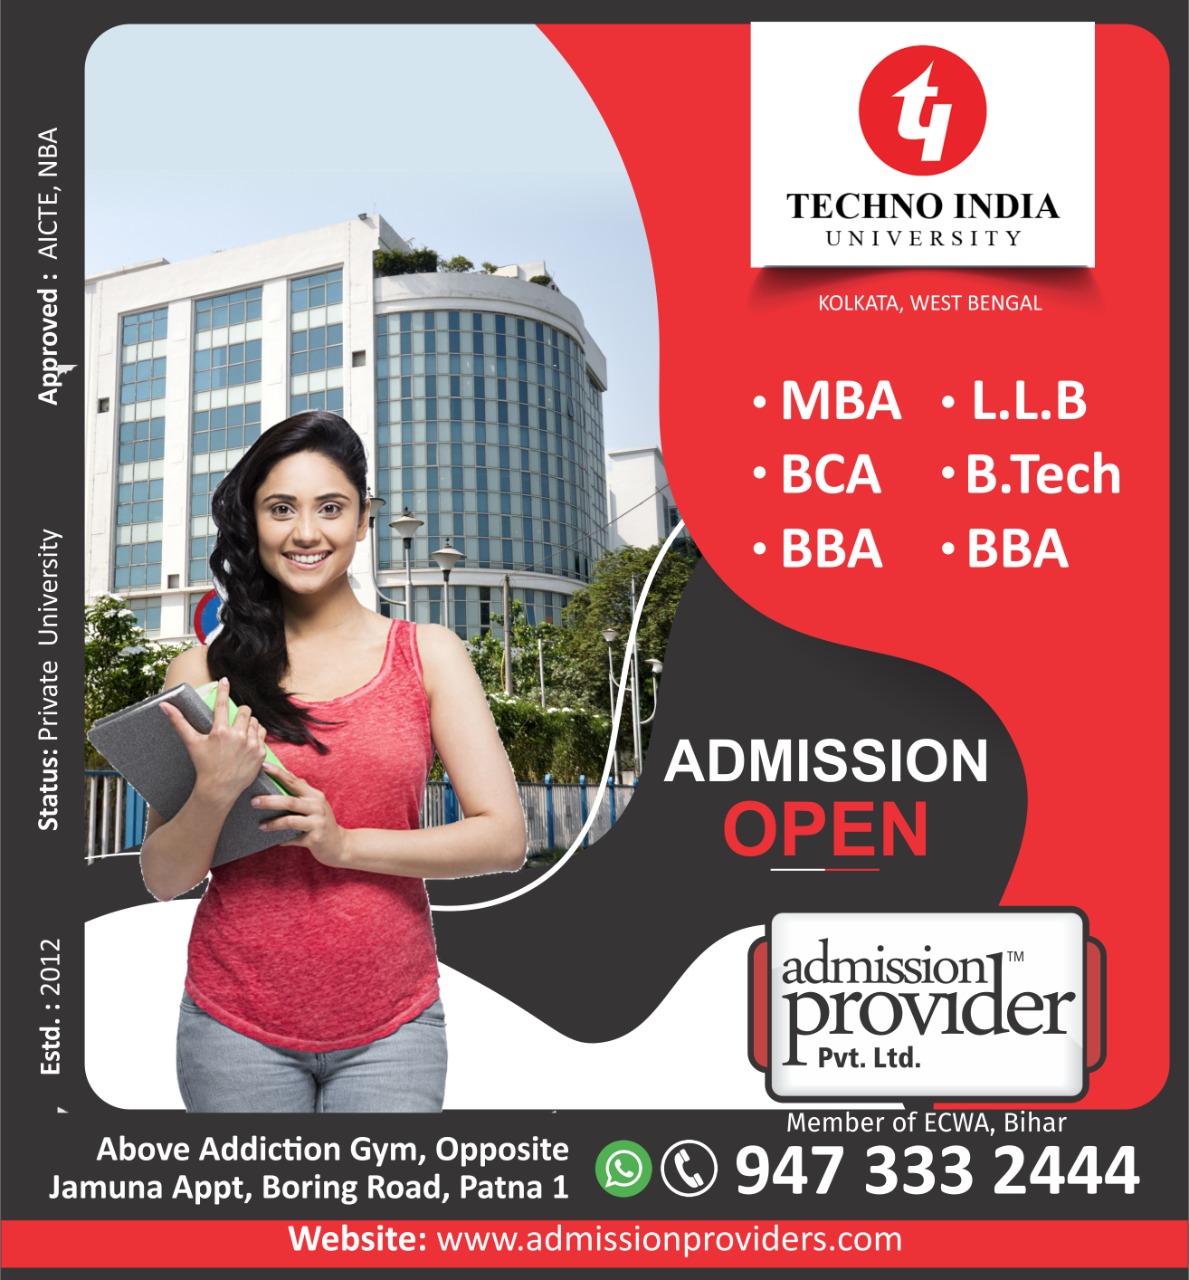 TECHNO INDIA
UNIVERSITY
KOLKATA, WEST BENGAL
Approved : AICTE, NBA
Status: Private University
Estd. : 2012
• MBA • L.L.B
• BCA • B.Tech
• BBA • BBA
ADMISSION
OPEN
admission™
provider
Pvt. Ltd.
Member of ECWA, Bihar
Above Addiction Gym, Opposite
Jamuna Appt, Boring Road, Patna 1
947 333 2444
Website: www.admissionproviders.com